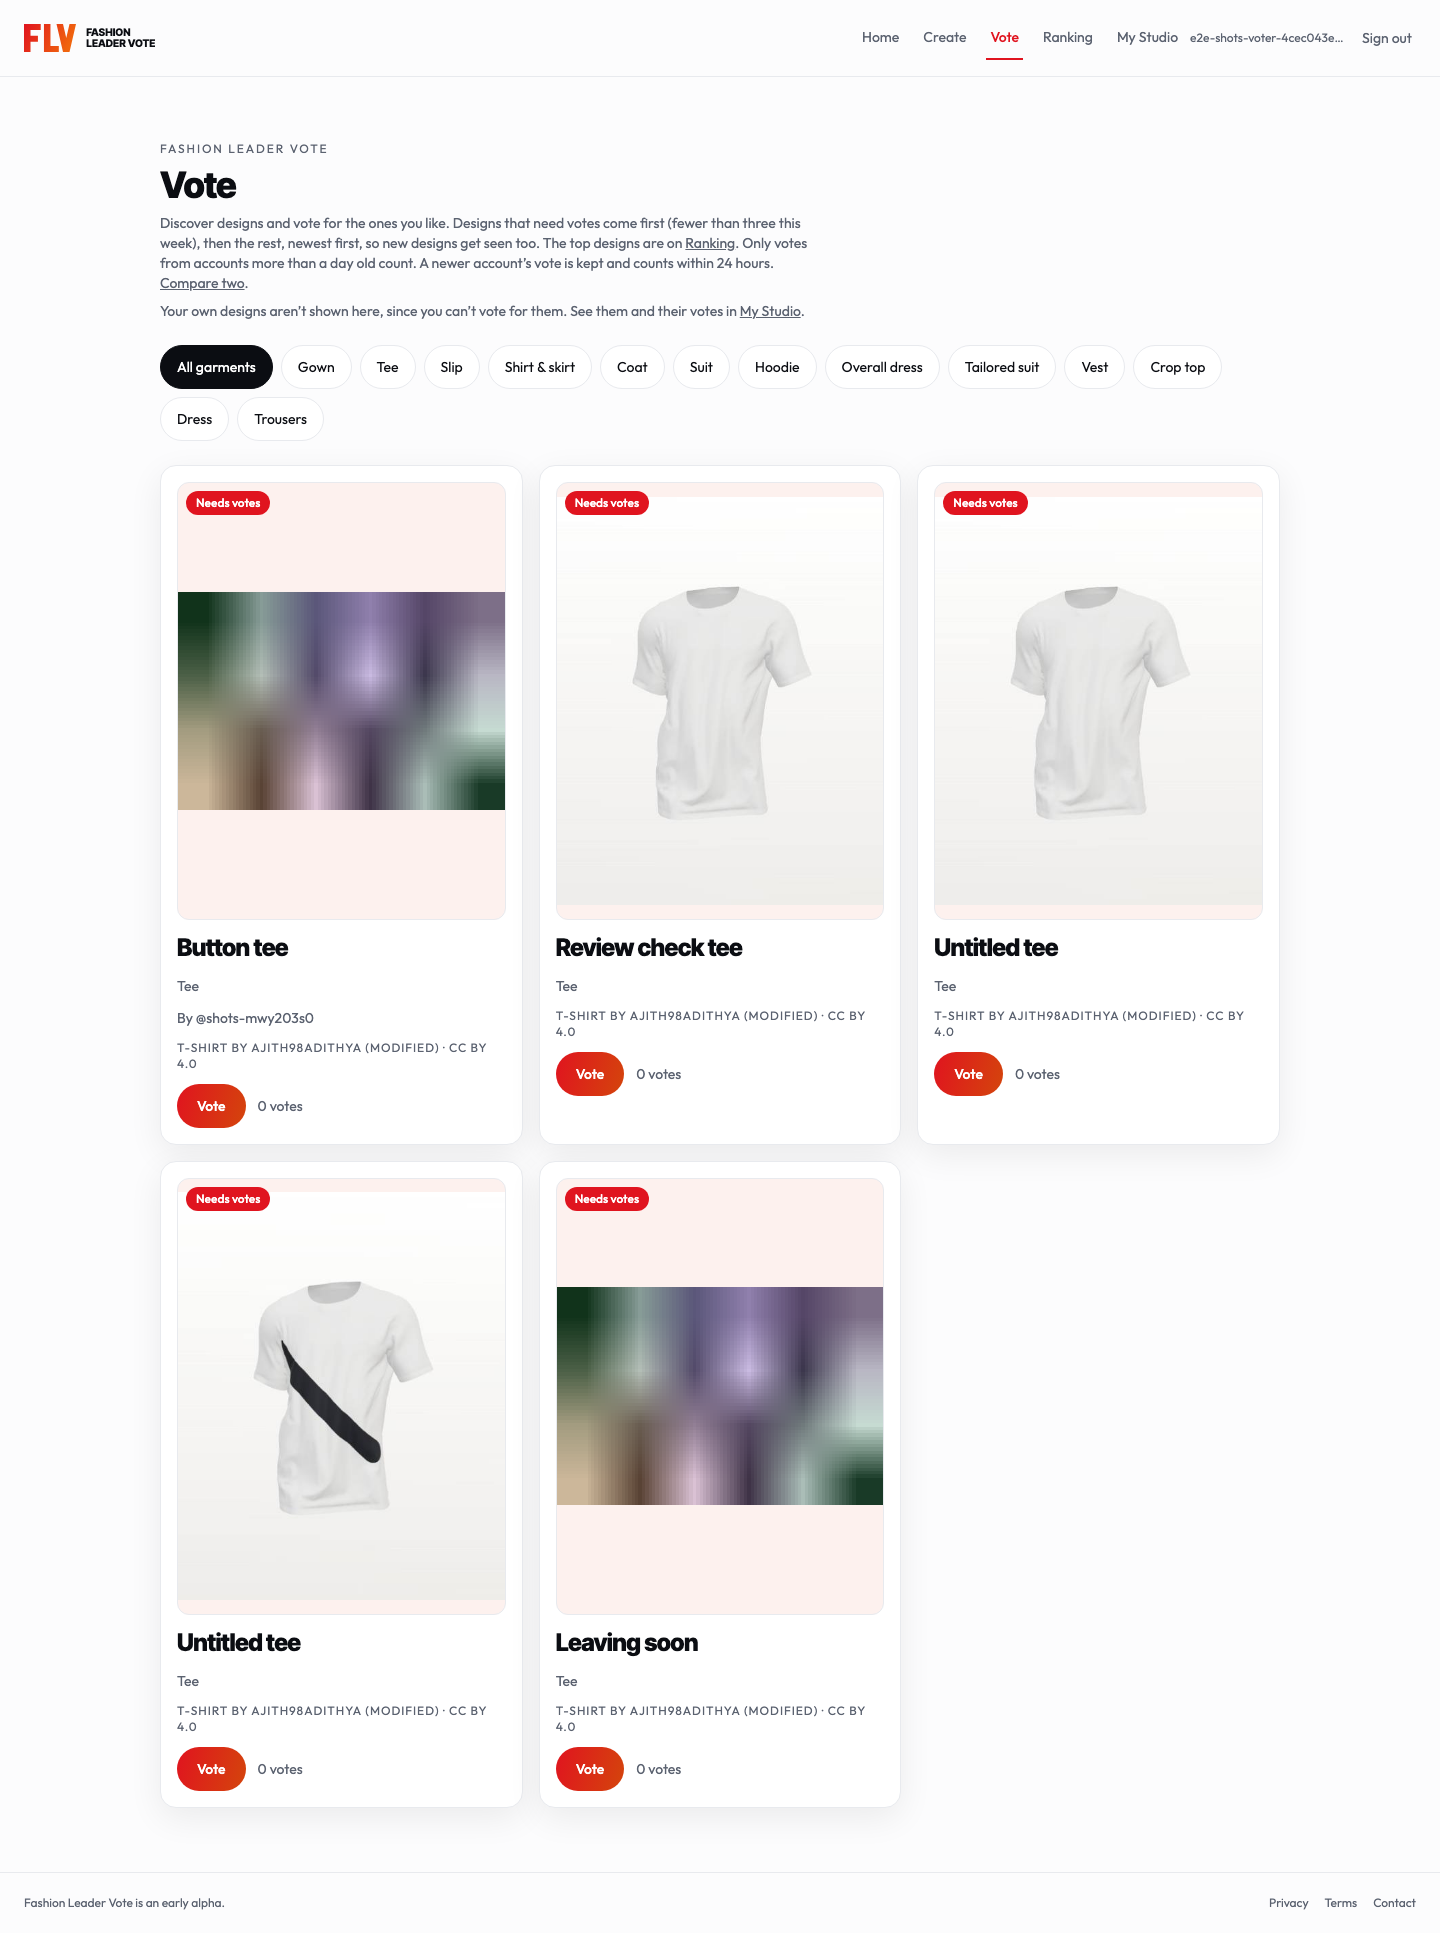 FLV FASHION
LEADER VOTE
Home Create Vote Ranking My Studio e2e-shots-voter-4cec043e... Sign out
FASHION LEADER VOTE
Vote
Discover designs and vote for the ones you like. Designs that need votes come first (fewer than three this
week), then the rest, newest first, so new designs get seen too. The top designs are on Ranking. Only votes
from accounts more than a day old count. A newer account's vote is kept and counts within 24 hours.
Compare two.
Your own designs aren't shown here, since you can't vote for them. See them and their votes in My Studio.
All garments Gown Tee Slip Shirt & skirt Coat Suit Hoodie Overall dress Tailored suit Vest Crop top
Dress Trousers
Needs votes
Button tee
Tee
By @shots-mwy203s0
T-SHIRT BY AJITH98ADITHYA (MODIFIED) · CC BY
4.0
Vote 0 votes
Needs votes
Review check tee
Tee
T-SHIRT BY AJITH98ADITHYA (MODIFIED) · CC BY
4.0
Vote 0 votes
Needs votes
Untitled tee
Tee
T-SHIRT BY AJITH98ADITHYA (MODIFIED) · CC BY
4.0
Vote 0 votes
Needs votes
Untitled tee
Tee
T-SHIRT BY AJITH98ADITHYA (MODIFIED) · CC BY
4.0
Vote 0 votes
Needs votes
Leaving soon
Tee
T-SHIRT BY AJITH98ADITHYA (MODIFIED) · CC BY
4.0
Vote 0 votes
Fashion Leader Vote is an early alpha.
Privacy Terms Contact